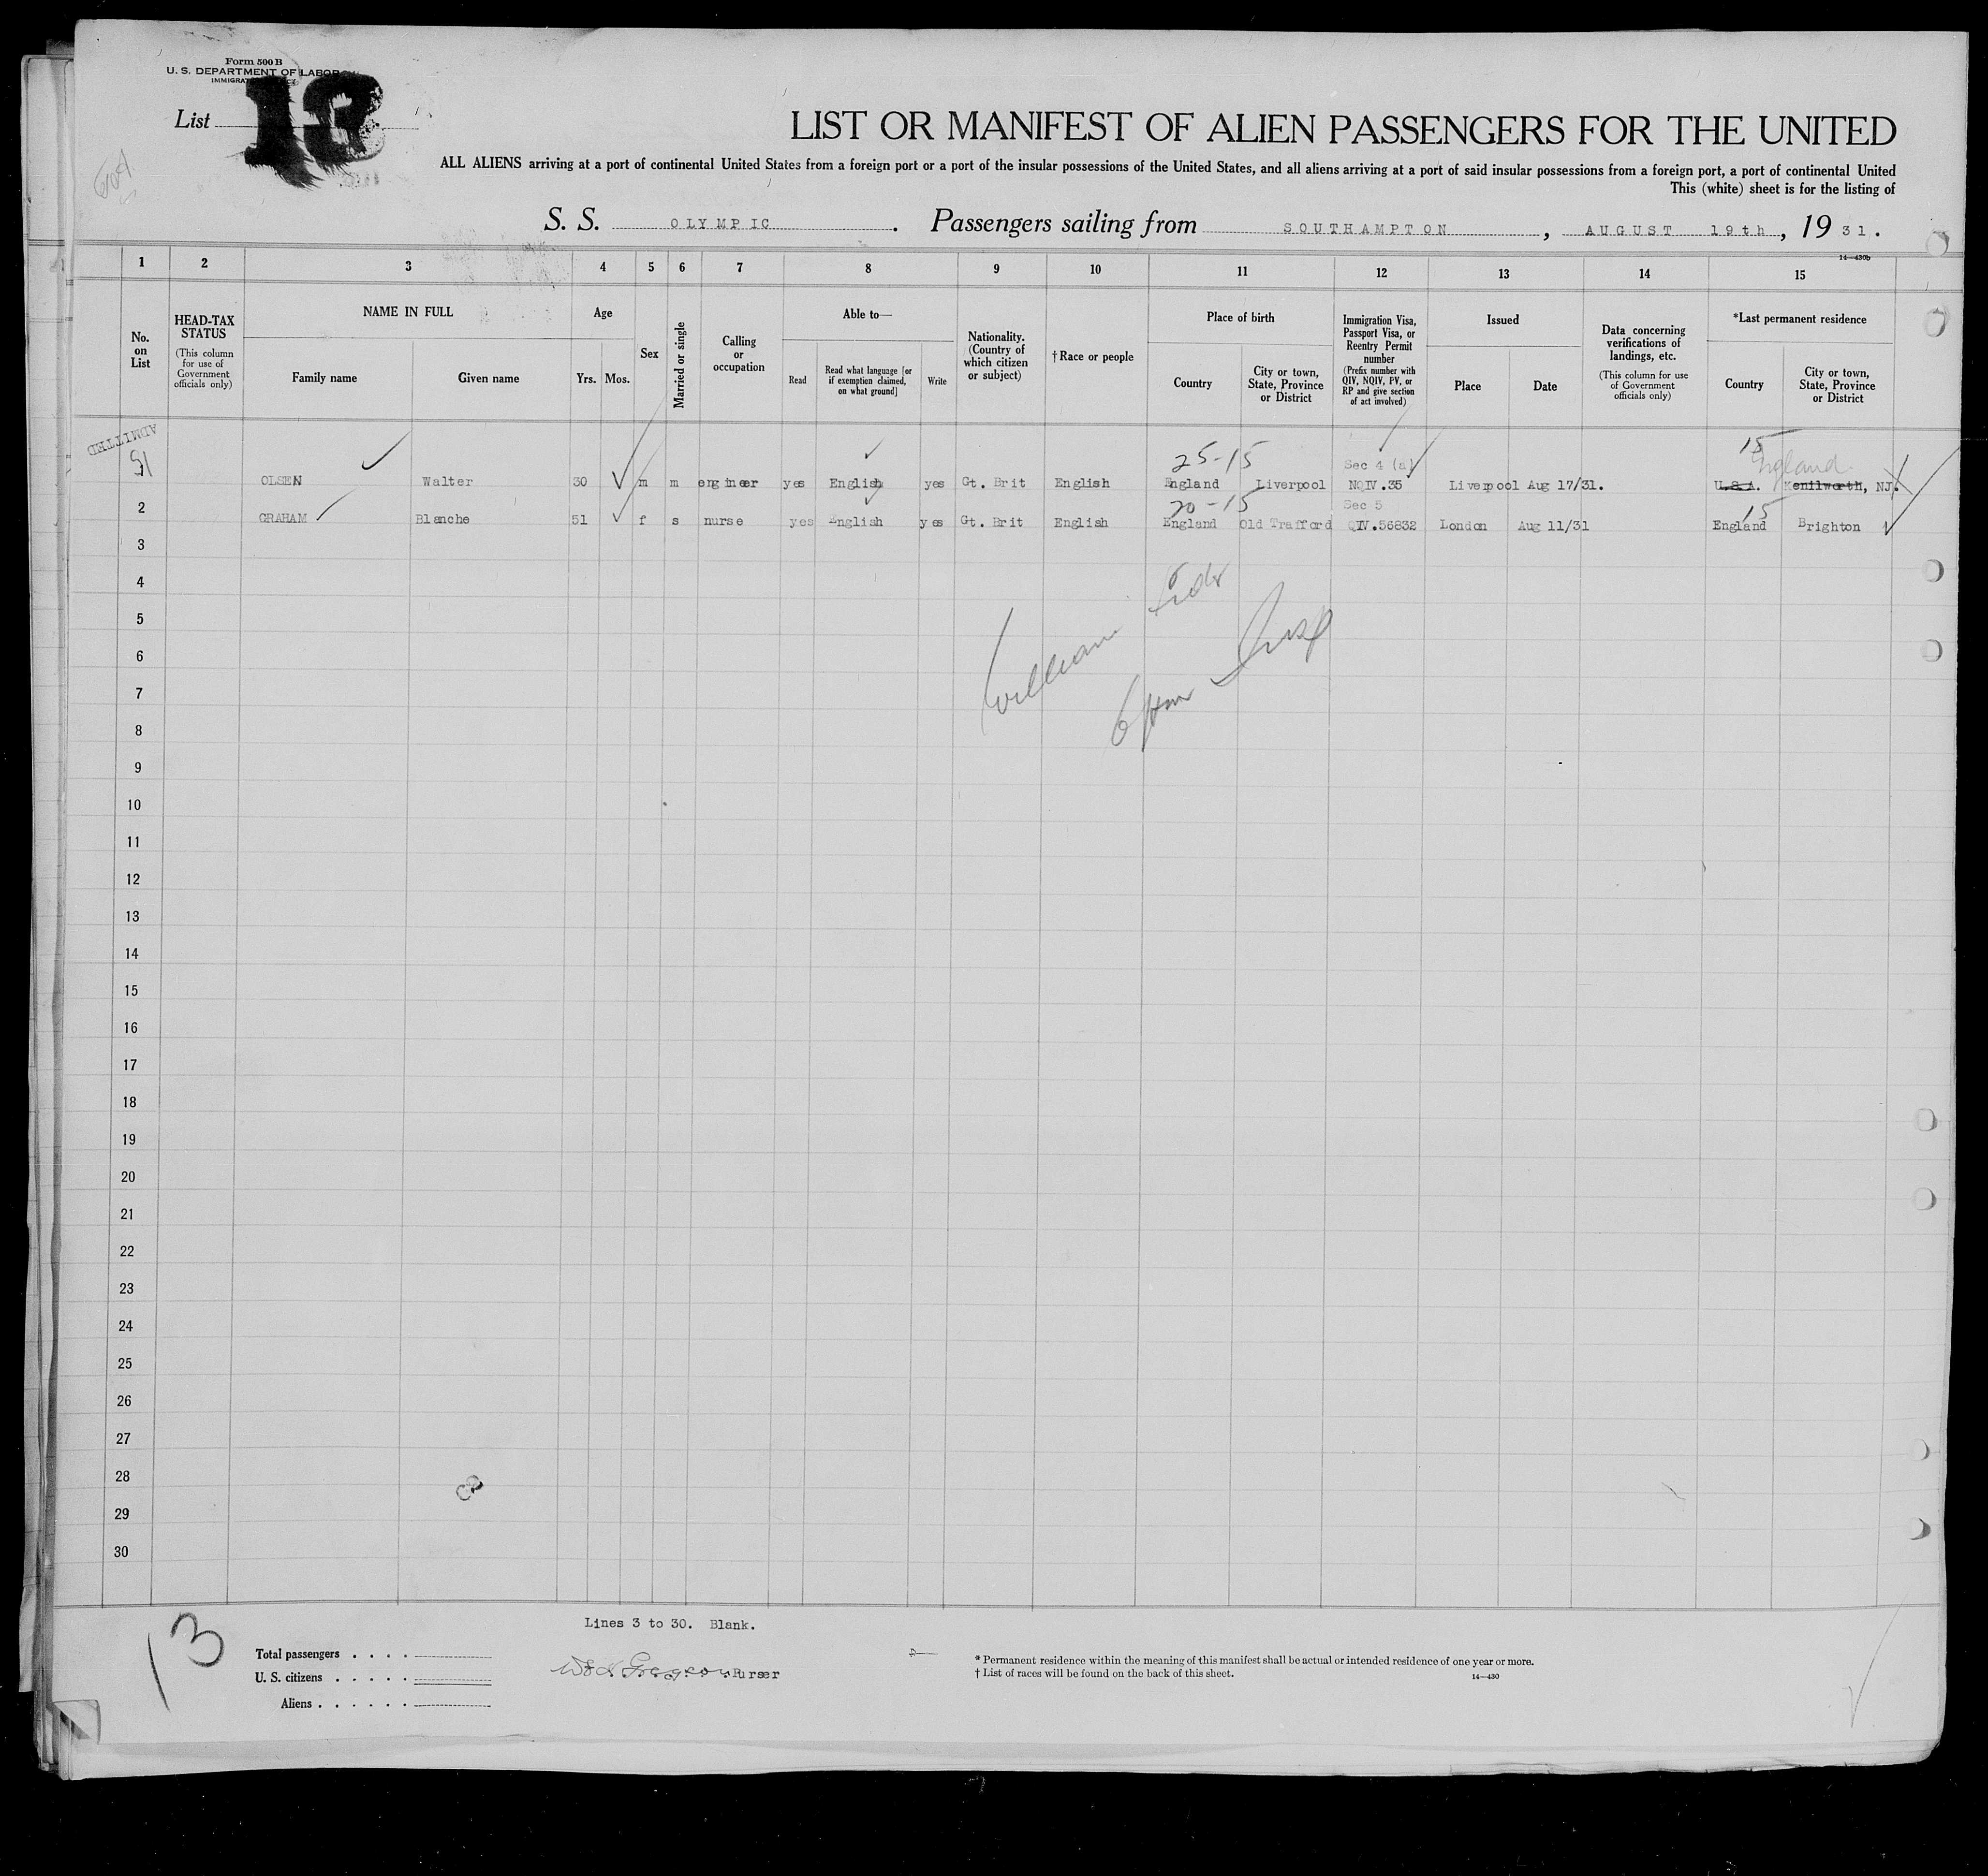 Form 500 B
U. S. DEPARTMENT OF LABOR
List 13
LIST OR MANIFEST OF ALIEN PASSENGERS FOR THE UNITED
ALL ALIENS arriving at a port of continental United States from a foreign port or a port of the insular possessions of the United States, and all aliens arriving at a port of said insular possessions from a foreign port, a port of continental United
This (white) sheet is for the listing of
S. S. OLYMPIC. Passengers sailing from SOUTHAMPTON, AUGUST 19th, 1931.
14—430b
1 2 3 4 5 6 7 8 9 10 11 12 13 14 15
No. on List
HEAD-TAX STATUS
(This column for use of Government officials only)
NAME IN FULL
Family name Given name
Age
Yrs. Mos.
Sex
Married or single
Calling or occupation
Able to—
Read
Read what language [or if exemption claimed, on what ground]
Write
Nationality. (Country of which citizen or subject)
†Race or people
Place of birth
Country
City or town, State, Province or District
Immigration Visa, Passport Visa, or Reentry Permit number
(Prefix number with QIV, NQIV, PV, or RP and give section of act involved)
Issued
Place Date
Data concerning verifications of landings, etc.
(This column for use of Government officials only)
*Last permanent residence
Country
City or town, State, Province or District
ADMITTED
25-15 Sec 4 (a) 15 England
OLSEN Walter 30 m m engineer yes English yes Gt. Brit English England Liverpool NQIV.35 Liverpool Aug 17/31. U.S.A. Kenilworth, NJ.
20-15 Sec 5 15
2 GRAHAM Blanche 51 f s nurse yes English yes Gt. Brit English England Old Trafford QIV.56832 London Aug 11/31 England Brighton
3
4
5
6
William
7
8
9
10
11
12
13
14
15
16
17
18
19
20
21
22
23
24
25
26
27
28
29
30
Lines 3 to 30. Blank.
13
Total passengers
U. S. citizens
Aliens
Purser
* Permanent residence within the meaning of this manifest shall be actual or intended residence of one year or more.
† List of races will be found on the back of this sheet.
14—430